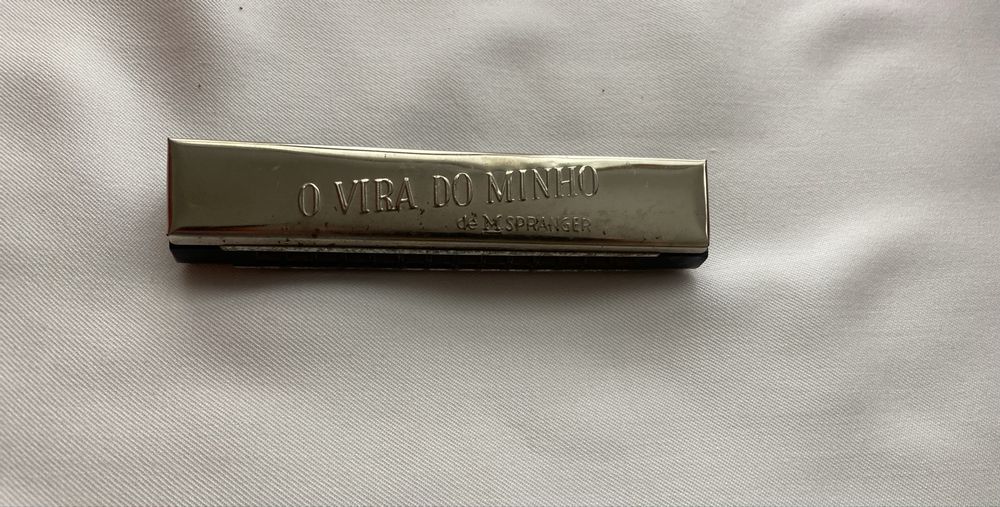 O VIRA DO MINHO
de M SPRANGER